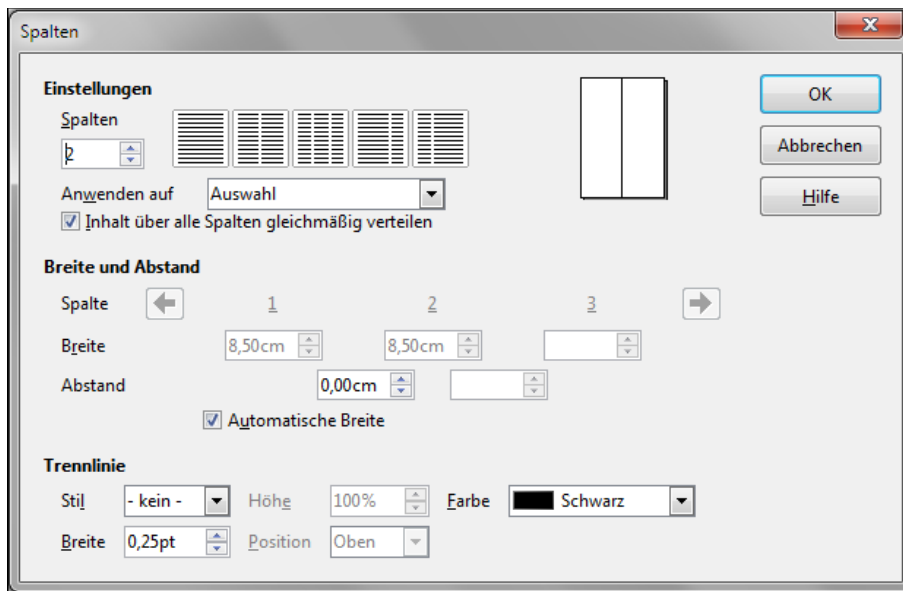 Spalten
Einstellungen
Spalten
2
Anwenden auf Auswahl
Inhalt über alle Spalten gleichmäßig verteilen
OK
Abbrechen
Hilfe
Breite und Abstand
Spalte 1 2 3
Breite 8,50cm 8,50cm
Abstand 0,00cm
Automatische Breite
Trennlinie
Stil - kein - Höhe 100% Farbe Schwarz
Breite 0,25pt Position Oben